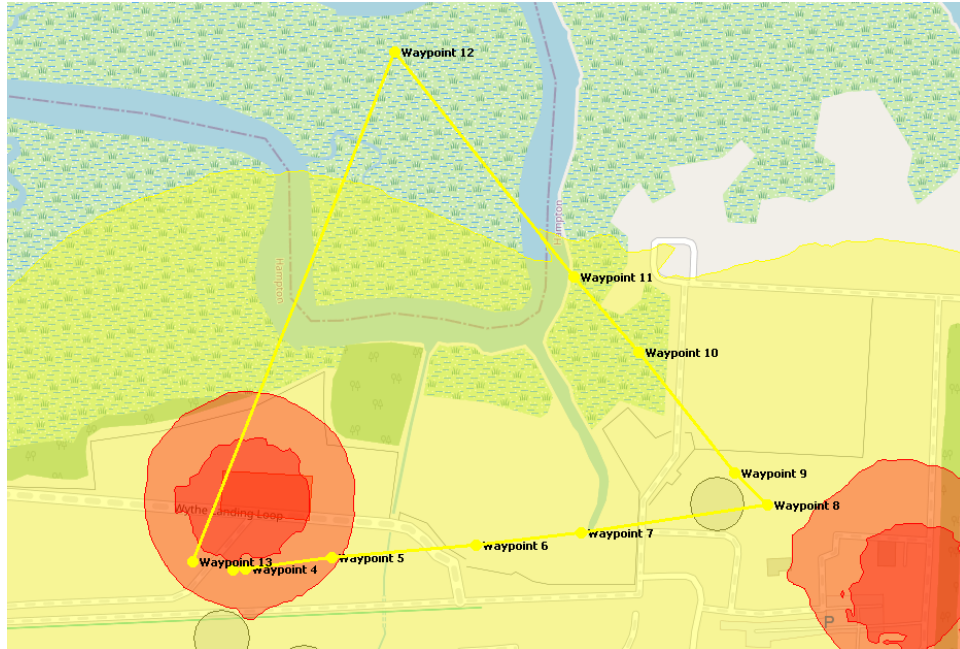 Waypoint 12
Hampton
Hampton
Waypoint 11
Waypoint 10
Waypoint 9
Waypoint 8
Wythe Landing Loop
Waypoint 7
Waypoint 6
Waypoint 5
Waypoint 13
Waypoint 4
P